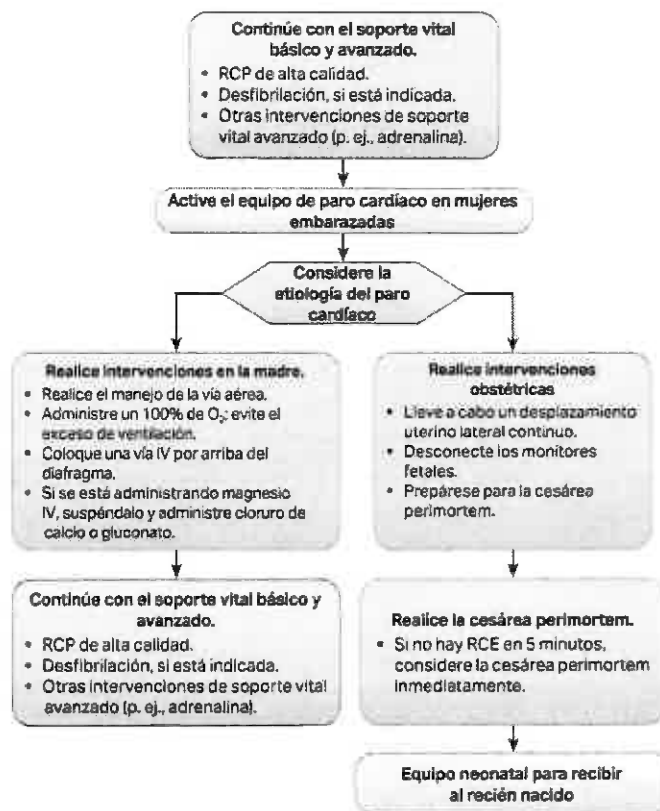 Continúe con el soporte vital
básico y avanzado.
• RCP de alta calidad.
• Desfibrilación, si está indicada.
• Otras intervenciones de soporte
vital avanzado (p. ej., adrenalina).
Active el equipo de paro cardíaco en mujeres
embarazadas
Considere la
etiología del paro
cardíaco
Realice intervenciones en la madre.
• Realice el manejo de la vía aérea.
• Administre un 100% de O₂; evite el
exceso de ventilación.
• Coloque una vía IV por arriba del
diafragma.
• Si se está administrando magnesio
IV, suspéndalo y administre cloruro de
calcio o gluconato.
Continúe con el soporte vital básico y
avanzado.
• RCP de alta calidad.
• Desfibrilación, si está indicada.
• Otras intervenciones de soporte vital
avanzado (p. ej., adrenalina).
Realice intervenciones
obstétricas
• Lleve a cabo un desplazamiento
uterino lateral continuo.
• Desconecte los monitores
fetales.
• Prepárese para la cesárea
perimortem.
Realice la cesárea perimortem.
• Si no hay RCE en 5 minutos,
considere la cesárea perimortem
inmediatamente.
Equipo neonatal para recibir
al recién nacido